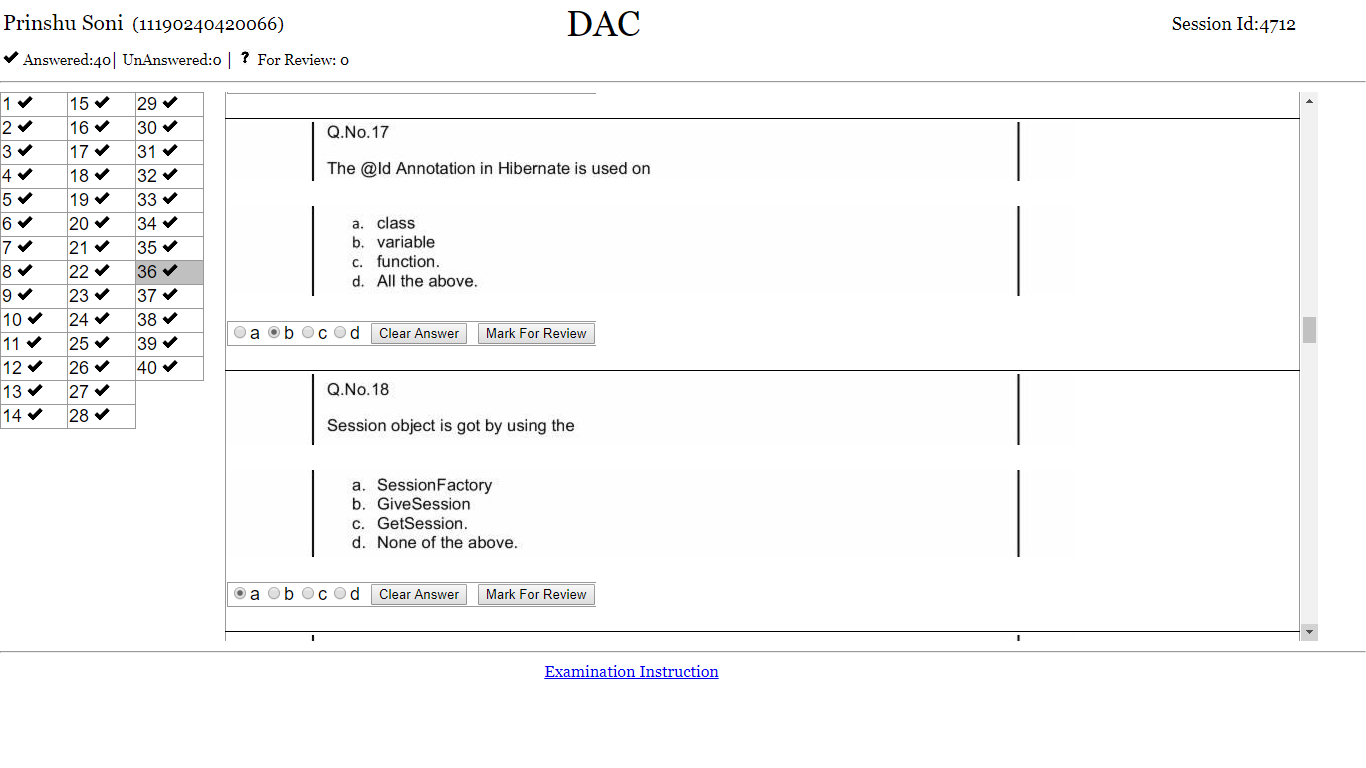 Prinshu Soni (11190240420066)
DAC
Session Id:4712
✔ Answered:40| UnAnswered:0 | ? For Review: 0
1 ✔ 15 ✔ 29 ✔
2 ✔ 16 ✔ 30 ✔
3 ✔ 17 ✔ 31 ✔
4 ✔ 18 ✔ 32 ✔
5 ✔ 19 ✔ 33 ✔
6 ✔ 20 ✔ 34 ✔
7 ✔ 21 ✔ 35 ✔
8 ✔ 22 ✔ 36 ✔
9 ✔ 23 ✔ 37 ✔
10 ✔ 24 ✔ 38 ✔
11 ✔ 25 ✔ 39 ✔
12 ✔ 26 ✔ 40 ✔
13 ✔ 27 ✔
14 ✔ 28 ✔
Q.No.17
The @Id Annotation in Hibernate is used on
a. class
b. variable
c. function.
d. All the above.
a b c d Clear Answer Mark For Review
Q.No.18
Session object is got by using the
a. SessionFactory
b. GiveSession
c. GetSession.
d. None of the above.
a b c d Clear Answer Mark For Review
Examination Instruction